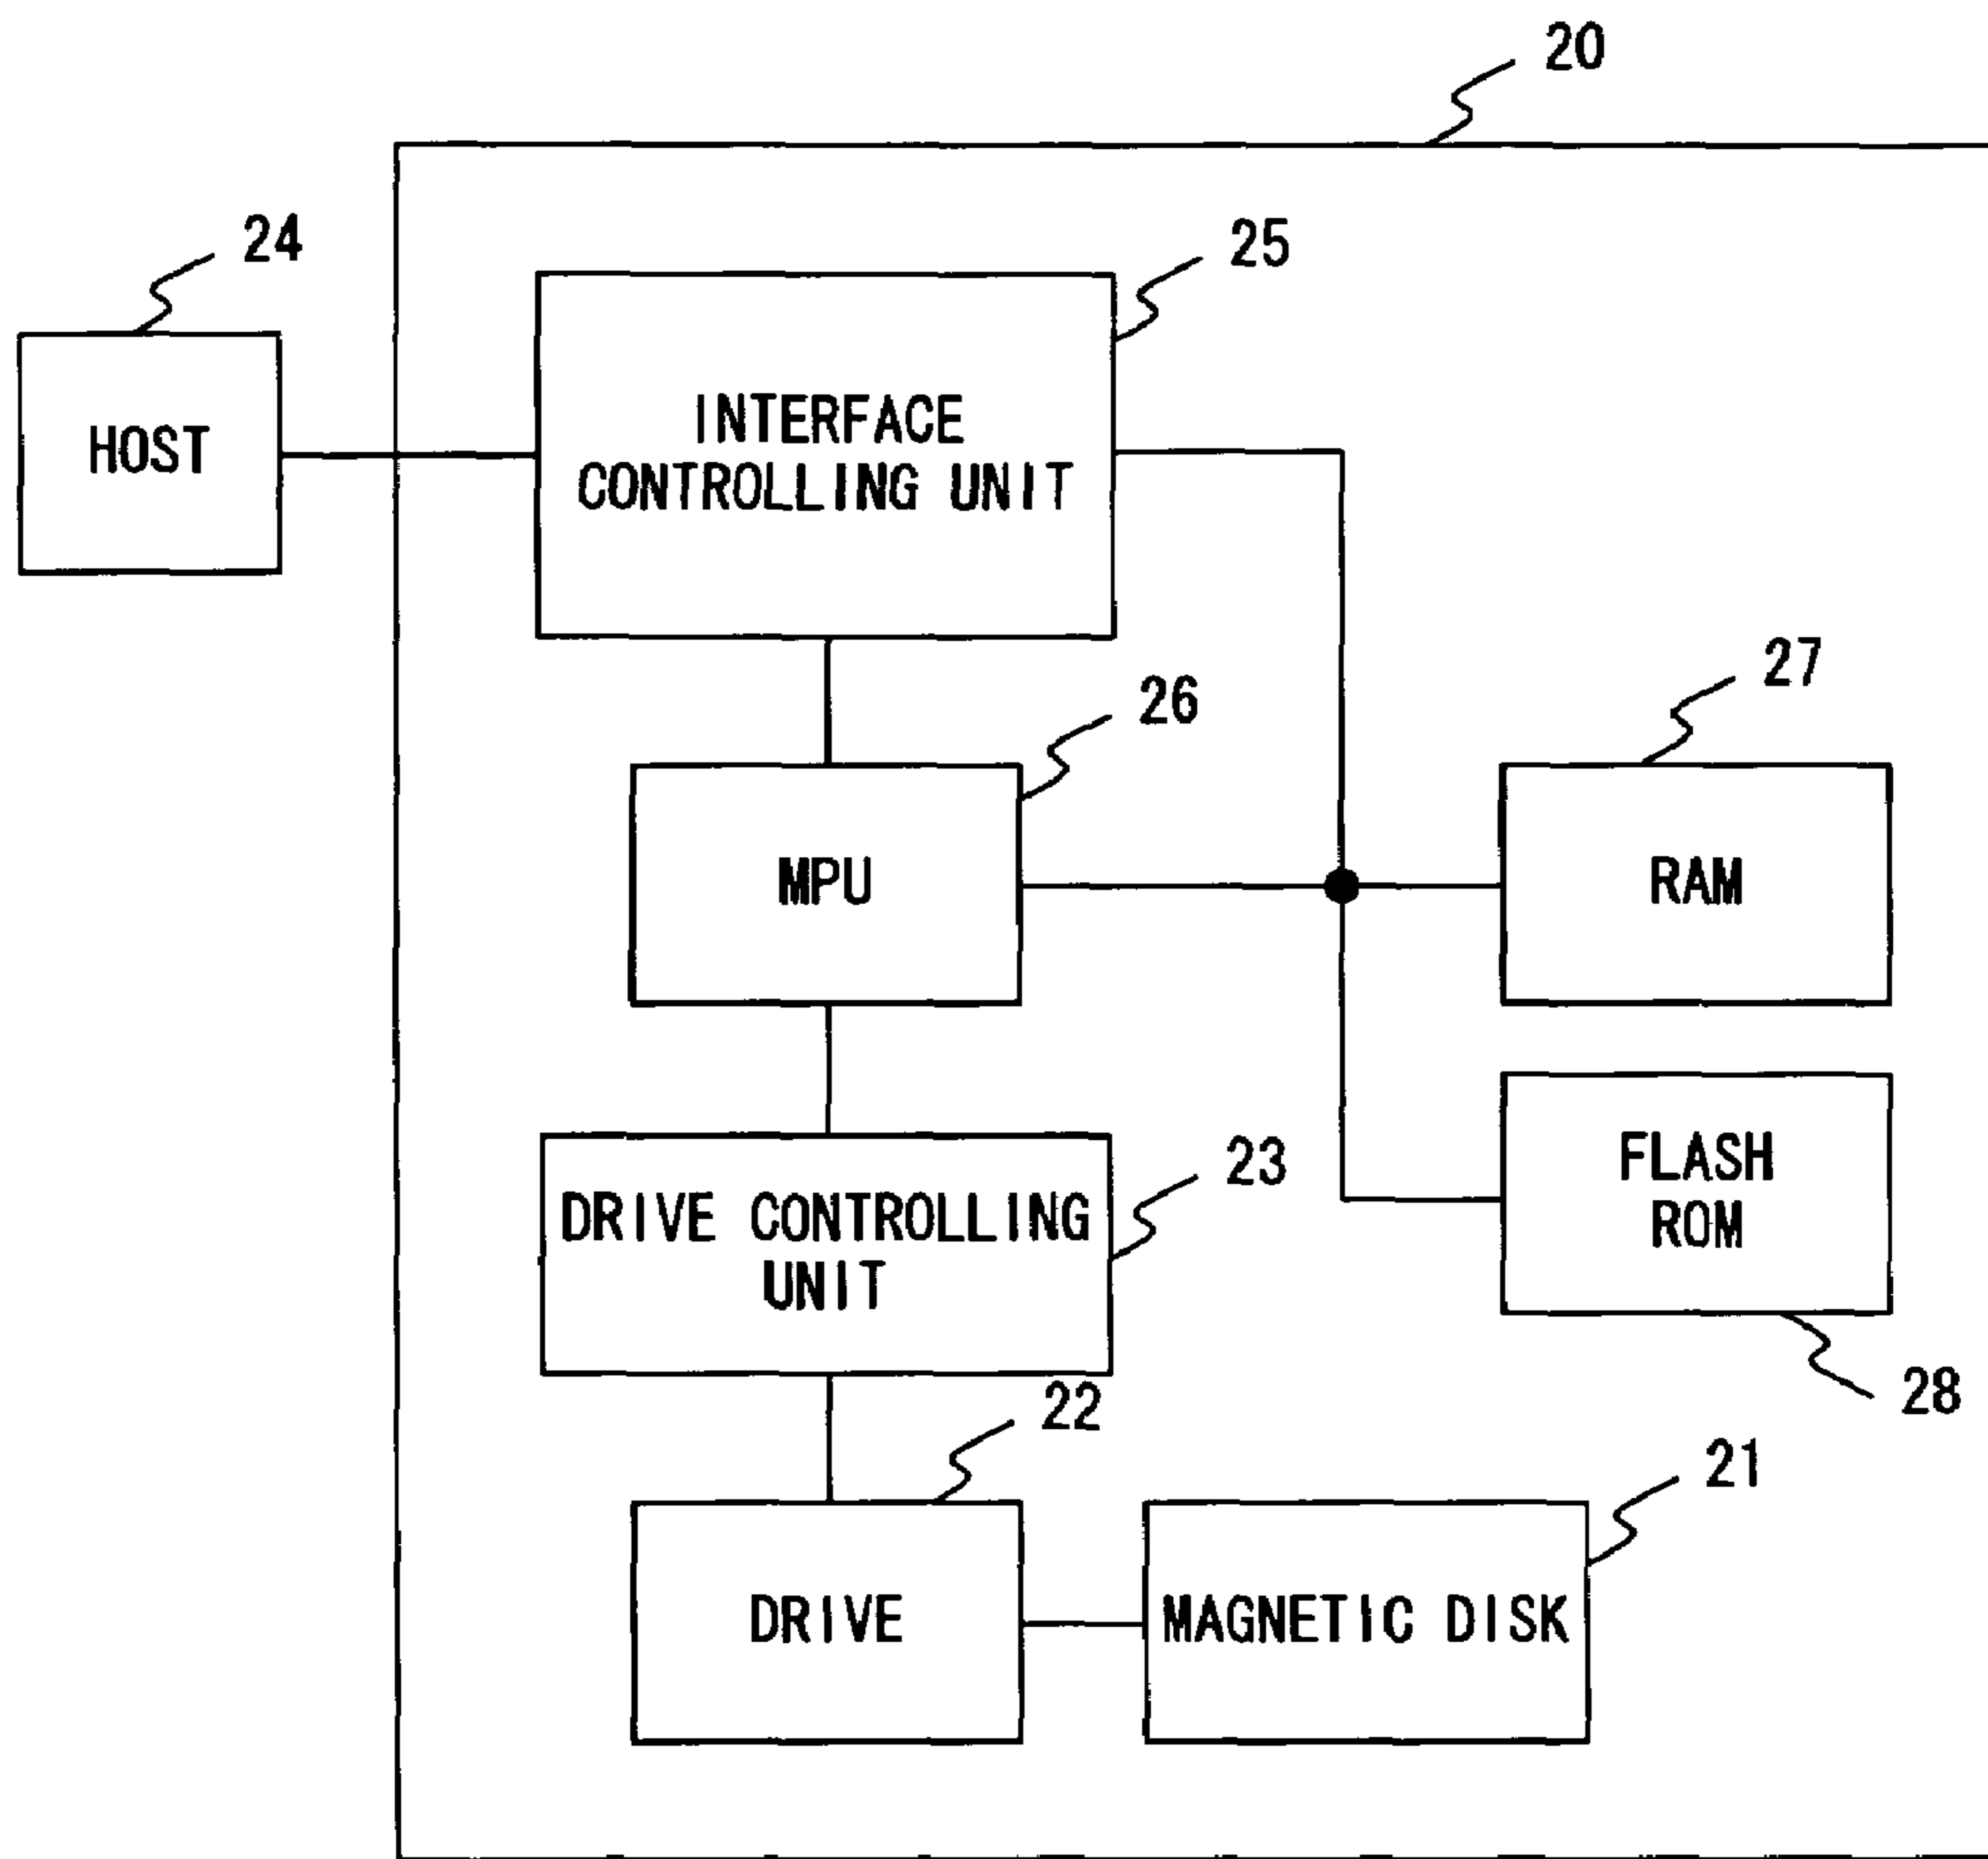 20
24
25
HOST
INTERFACE
CONTROLLING UNIT
27
26
MPU
RAM
23
FLASH
ROM
DRIVE CONTROLLING
UNIT
28
22
21
DRIVE
MAGNETIC DISK